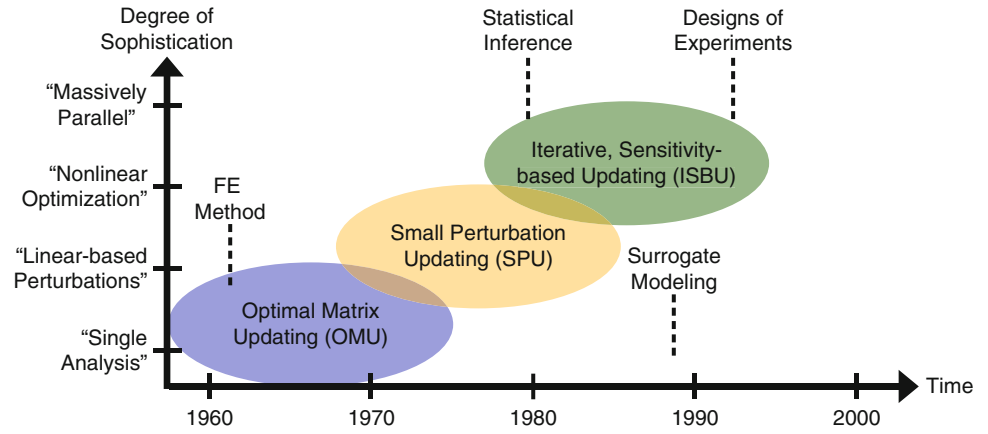 Degree of
Sophistication
Statistical
Inference
Designs of
Experiments
“Massively
Parallel”
Iterative, Sensitivity-
based Updating (ISBU)
“Nonlinear
Optimization”
FE
Method
Small Perturbation
Updating (SPU)
“Linear-based
Perturbations”
Surrogate
Modeling
Optimal Matrix
Updating (OMU)
“Single
Analysis”
Time
1960
1970
1980
1990
2000